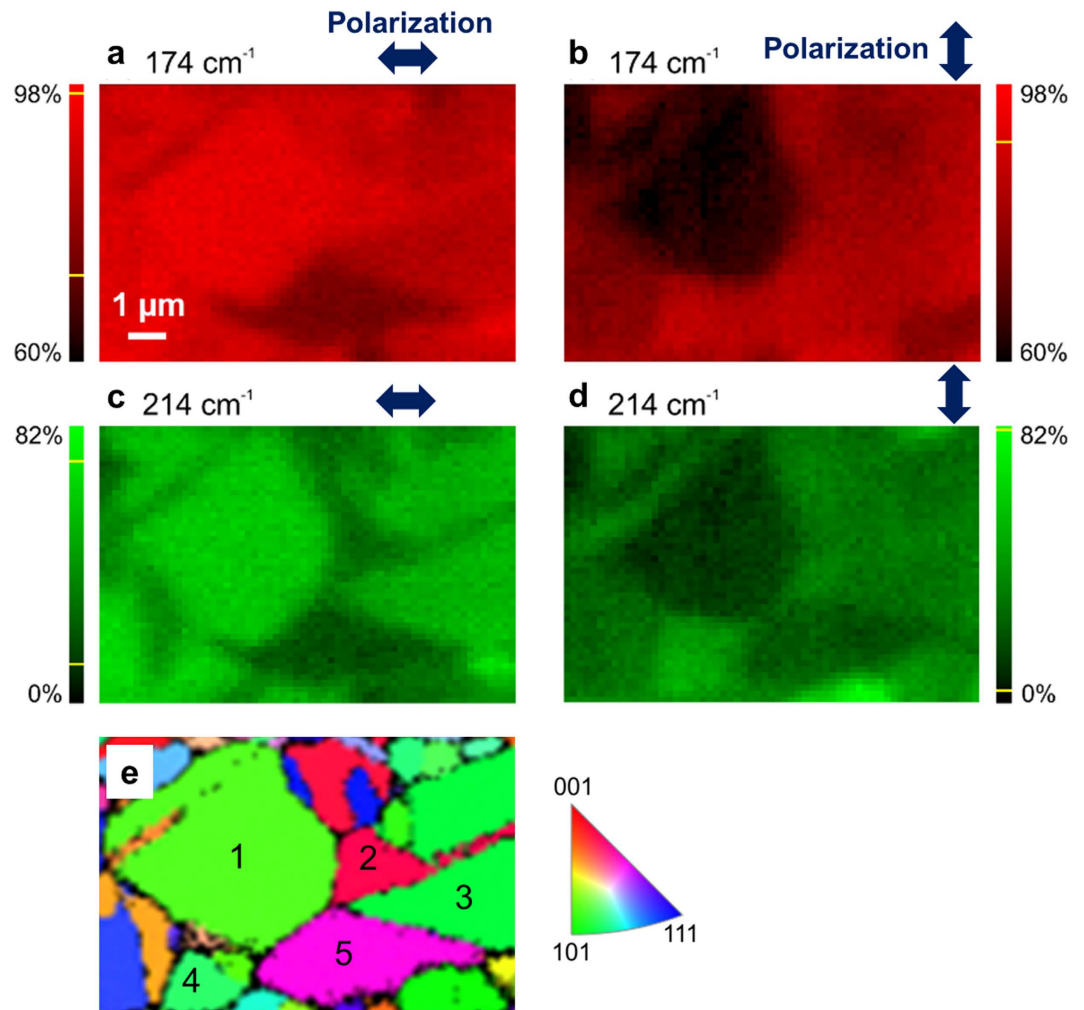 Polarization
a 174 cm⁻¹
b 174 cm⁻¹
Polarization
98%
60%
1 µm
98%
60%
c 214 cm⁻¹
d 214 cm⁻¹
82%
0%
82%
0%
e
1
2
3
4
5
001
101
111